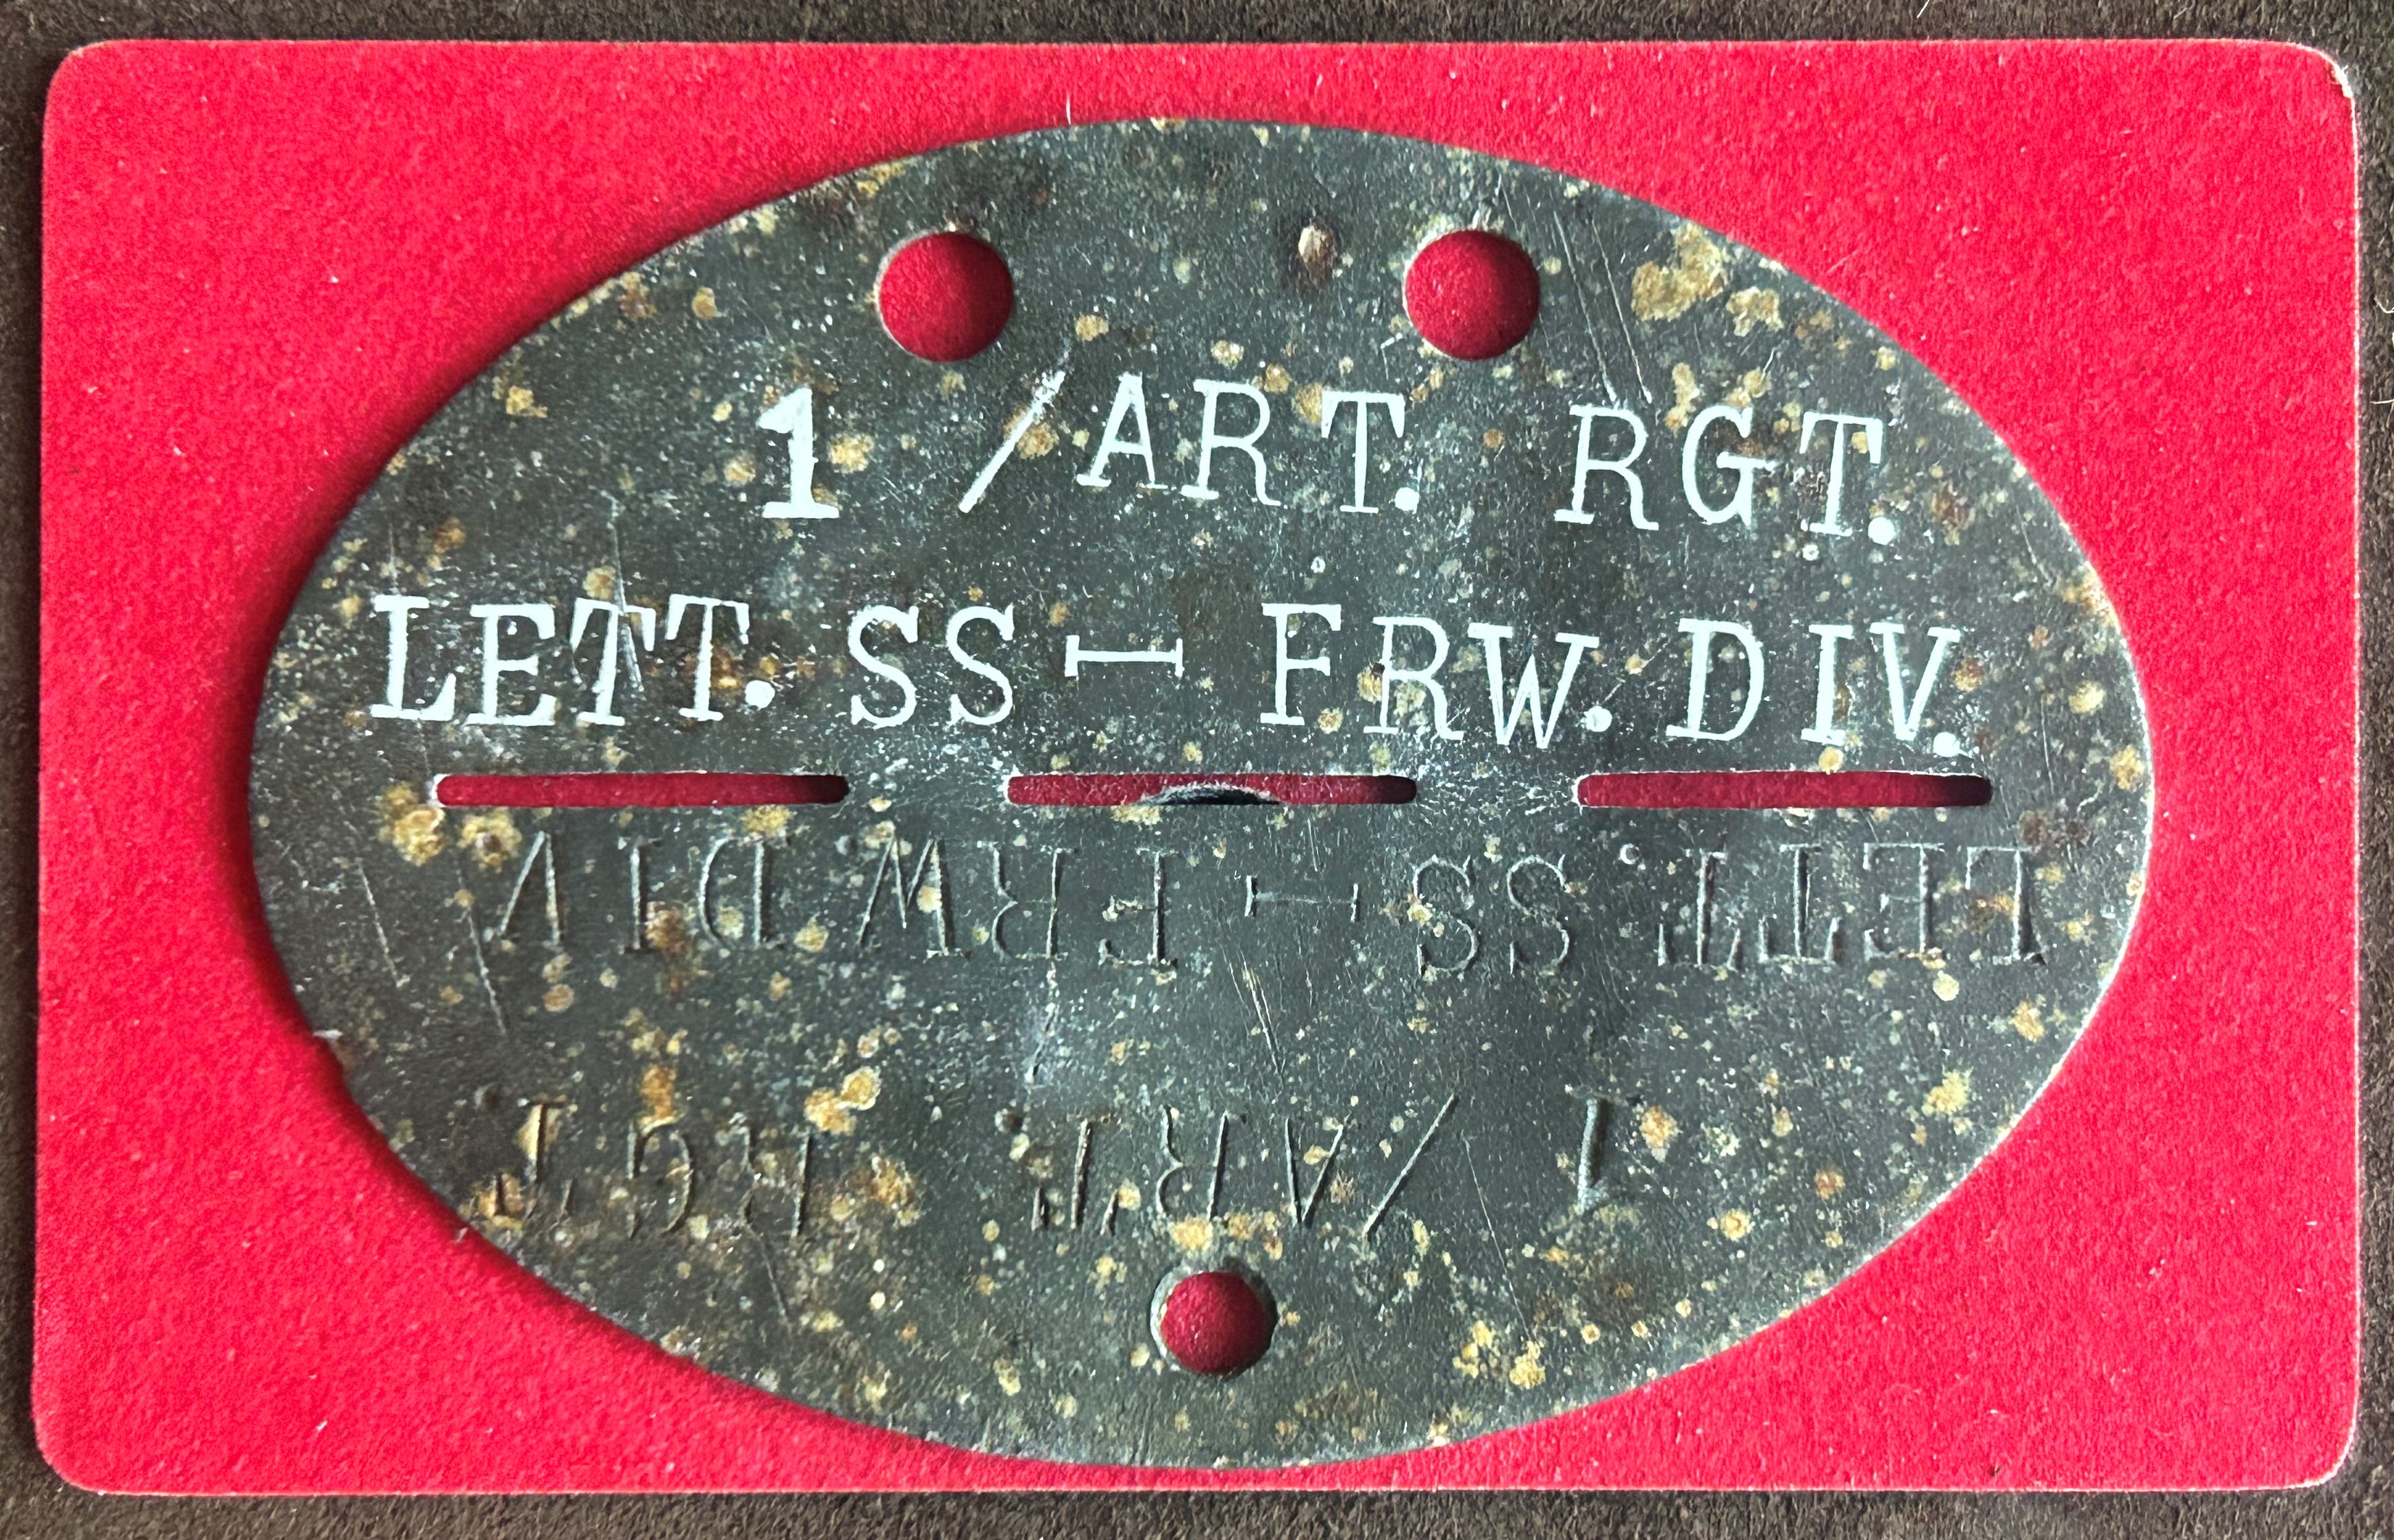 1 /ART. RGT.
LETT. SS - FRW. DIV.
LETT. SS - FRW. DIV
1 /ART. RGT.